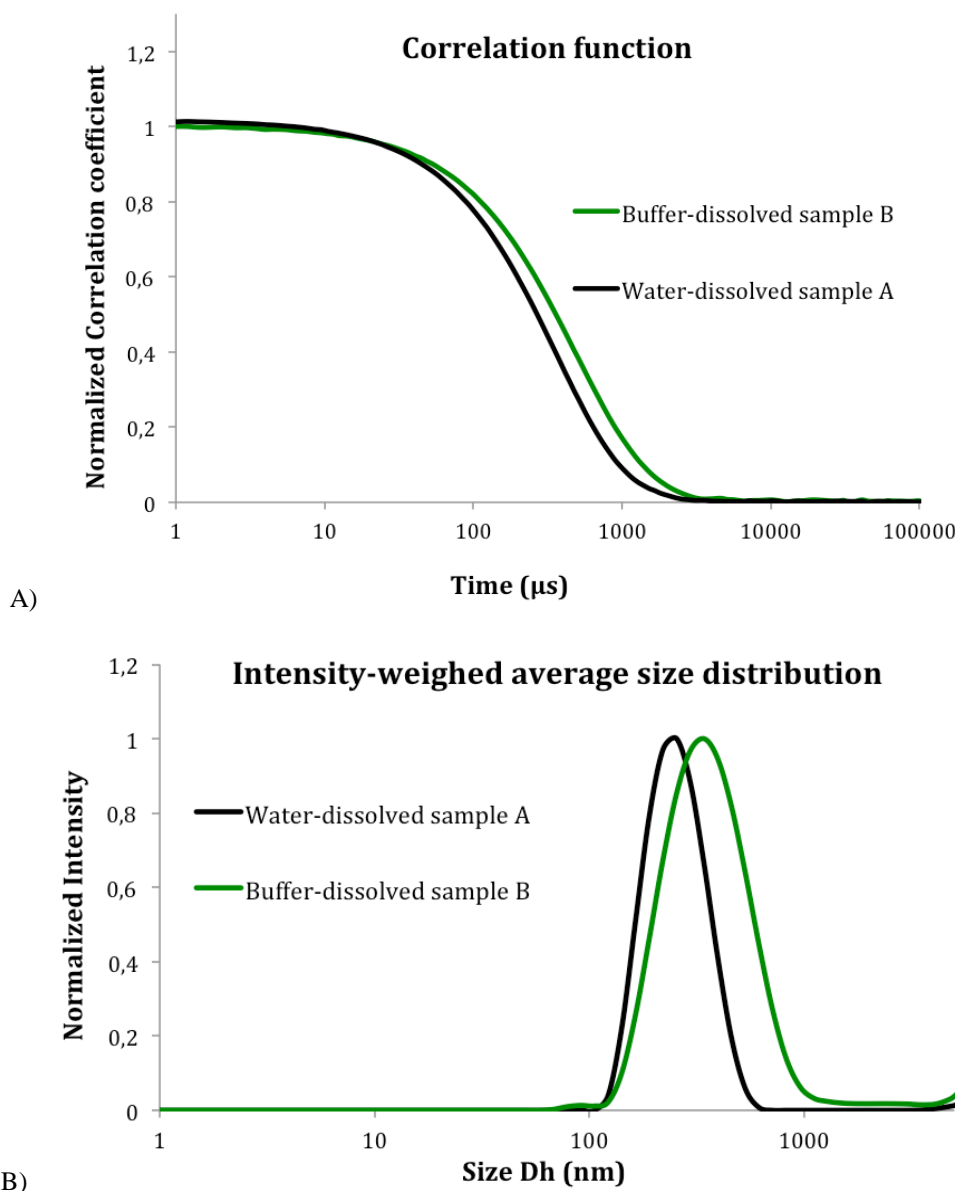 Correlation function
1,2
1
0,8
0,6
0,4
0,2
0
Normalized Correlation coefficient
Buffer-dissolved sample B
Water-dissolved sample A
1 10 100 1000 10000 100000
Time (µs)
A)
Intensity-weighed average size distribution
1,2
1
0,8
0,6
0,4
0,2
0
Normalized Intensity
Water-dissolved sample A
Buffer-dissolved sample B
1 10 100 1000
Size Dh (nm)
B)